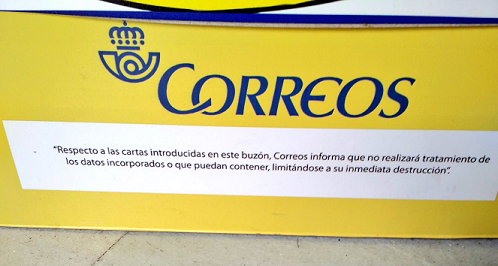 CORREOS
"Respecto a las cartas introducidas en este buzón, Correos informa que no realizará tratamiento de
los datos incorporados o que puedan contener, limitándose a su inmediata destrucción".